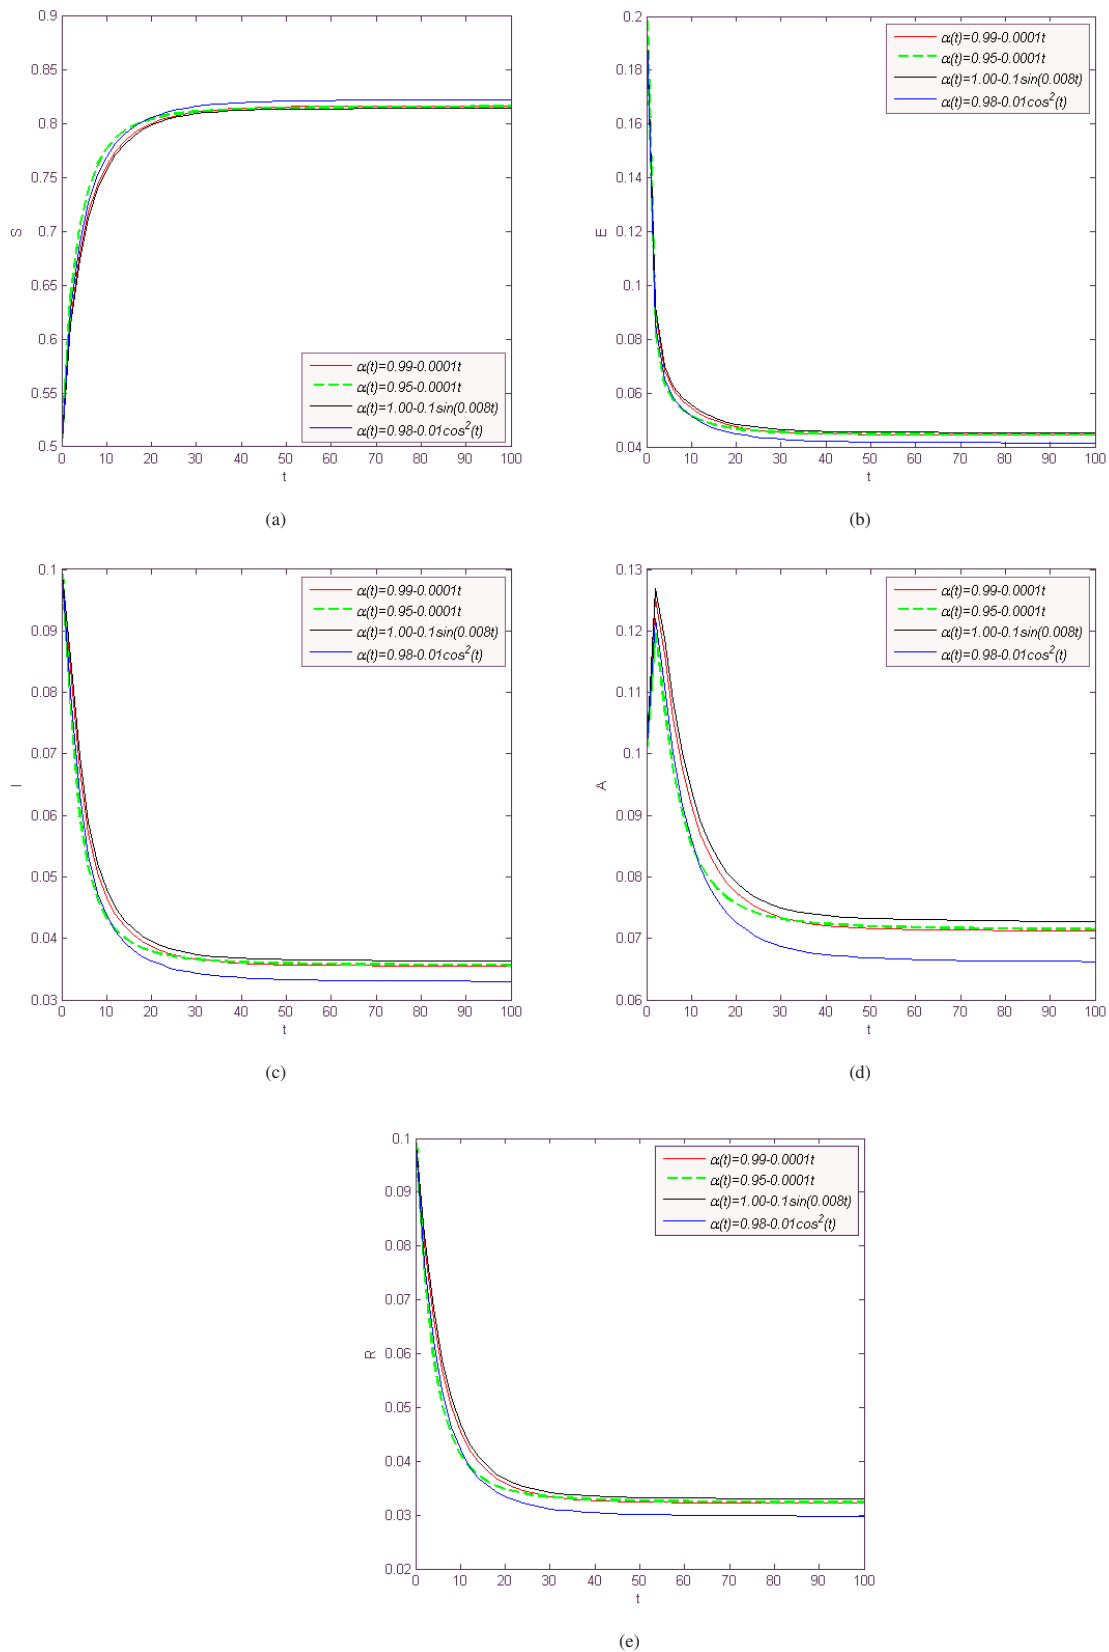 0.9
0.85
0.8
0.75
0.7
0.65
0.6
0.55
0.5
S
0 10 20 30 40 50 60 70 80 90 100
t
α(t)=0.99-0.0001t
α(t)=0.95-0.0001t
α(t)=1.00-0.1sin(0.008t)
α(t)=0.98-0.01cos²(t)
(a)
0.2
0.18
0.16
0.14
0.12
0.1
0.08
0.06
0.04
E
0 10 20 30 40 50 60 70 80 90 100
t
α(t)=0.99-0.0001t
α(t)=0.95-0.0001t
α(t)=1.00-0.1sin(0.008t)
α(t)=0.98-0.01cos²(t)
(b)
0.1
0.09
0.08
0.07
0.06
0.05
0.04
0.03
I
0 10 20 30 40 50 60 70 80 90 100
t
α(t)=0.99-0.0001t
α(t)=0.95-0.0001t
α(t)=1.00-0.1sin(0.008t)
α(t)=0.98-0.01cos²(t)
(c)
0.13
0.12
0.11
0.1
0.09
0.08
0.07
0.06
A
0 10 20 30 40 50 60 70 80 90 100
t
α(t)=0.99-0.0001t
α(t)=0.95-0.0001t
α(t)=1.00-0.1sin(0.008t)
α(t)=0.98-0.01cos²(t)
(d)
0.1
0.09
0.08
0.07
0.06
0.05
0.04
0.03
0.02
R
0 10 20 30 40 50 60 70 80 90 100
t
α(t)=0.99-0.0001t
α(t)=0.95-0.0001t
α(t)=1.00-0.1sin(0.008t)
α(t)=0.98-0.01cos²(t)
(e)